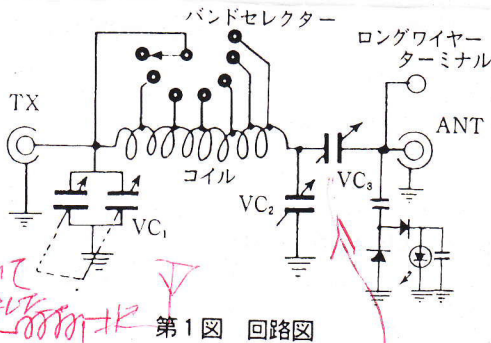 バンドセレクター
ロングワイヤー
ターミナル
TX
ANT
コイル
VC₃
VC₂
VC₁
第1図 回路図